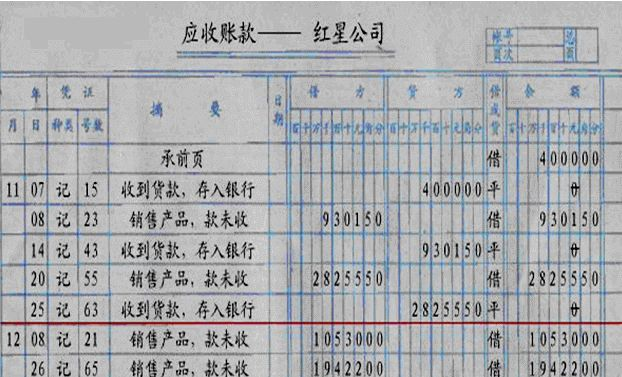 应收账款—— 红星公司
帐号 总
页次 页
年 凭证 摘要 日期 借方 贷方 借或贷 余额
月 日 种类 号数 百十万千百十元角分 百十万千百十元角分 百十万千百十元角分
承前页 借 400000
11 07 记 15 收到货款，存入银行 400000 平 0
08 记 23 销售产品，款未收 930150 借 930150
14 记 43 收到货款，存入银行 930150 平 0
20 记 55 销售产品，款未收 2825550 借 2825550
25 记 63 收到货款，存入银行 2825550 平 0
12 08 记 21 销售产品，款未收 1053000 借 1053000
26 记 65 销售产品，款未收 1942200 借 1942200